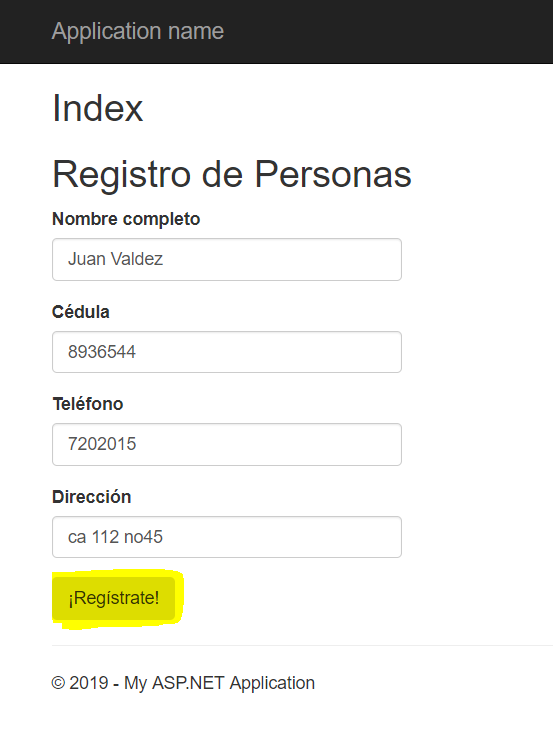 Application name
Index
Registro de Personas
Nombre completo
Juan Valdez
Cédula
8936544
Teléfono
7202015
Dirección
ca 112 no45
¡Regístrate!
© 2019 - My ASP.NET Application